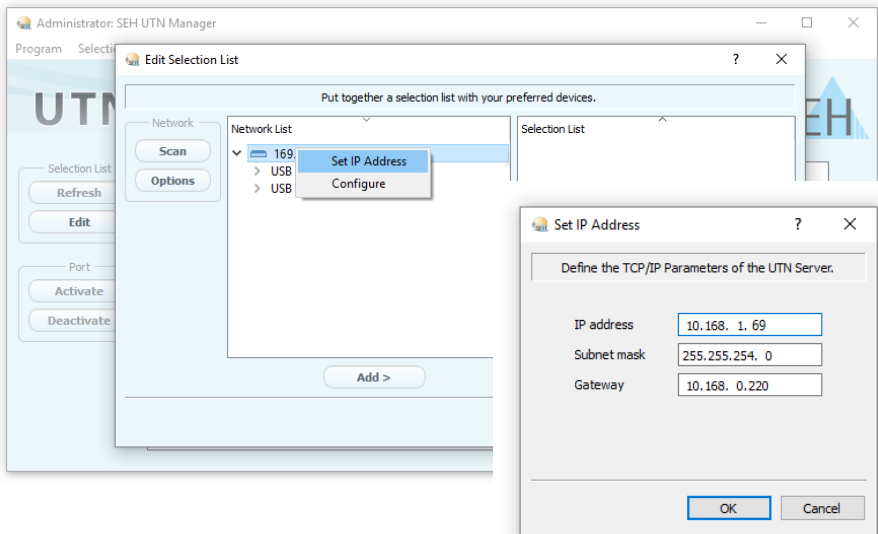 Administrator: SEH UTN Manager
Program Selecti
Edit Selection List
?
UTN
EH
Put together a selection list with your preferred devices.
Network
Scan
Options
Network List
169.
USB
USB
Set IP Address
Configure
Selection List
Selection List
Refresh
Edit
Port
Activate
Deactivate
Add >
Set IP Address
?
Define the TCP/IP Parameters of the UTN Server.
IP address 10.168. 1. 69
Subnet mask 255.255.254. 0
Gateway 10.168. 0.220
OK Cancel